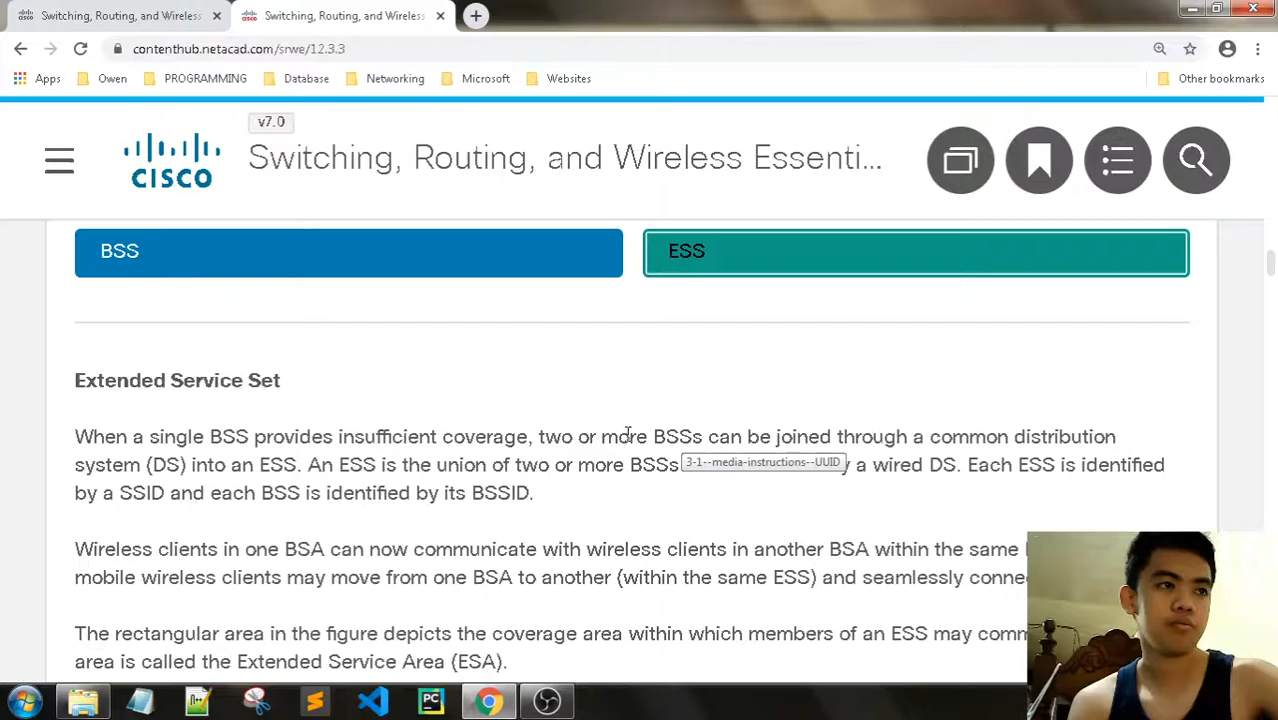 Switching, Routing, and Wireless
Switching, Routing, and Wireless
contenthub.netacad.com/srwe/12.3.3
Apps
Owen
PROGRAMMING
Database
Networking
Microsoft
Websites
Other bookmarks
v7.0
CISCO
Switching, Routing, and Wireless Essenti...
BSS
ESS
Extended Service Set
When a single BSS provides insufficient coverage, two or more BSSs can be joined through a common distribution
system (DS) into an ESS. An ESS is the union of two or more BSSs y a wired DS. Each ESS is identified
3-1--media-instructions--UUID
by a SSID and each BSS is identified by its BSSID.
Wireless clients in one BSA can now communicate with wireless clients in another BSA within the same
mobile wireless clients may move from one BSA to another (within the same ESS) and seamlessly conne
The rectangular area in the figure depicts the coverage area within which members of an ESS may comm
area is called the Extended Service Area (ESA).
PC